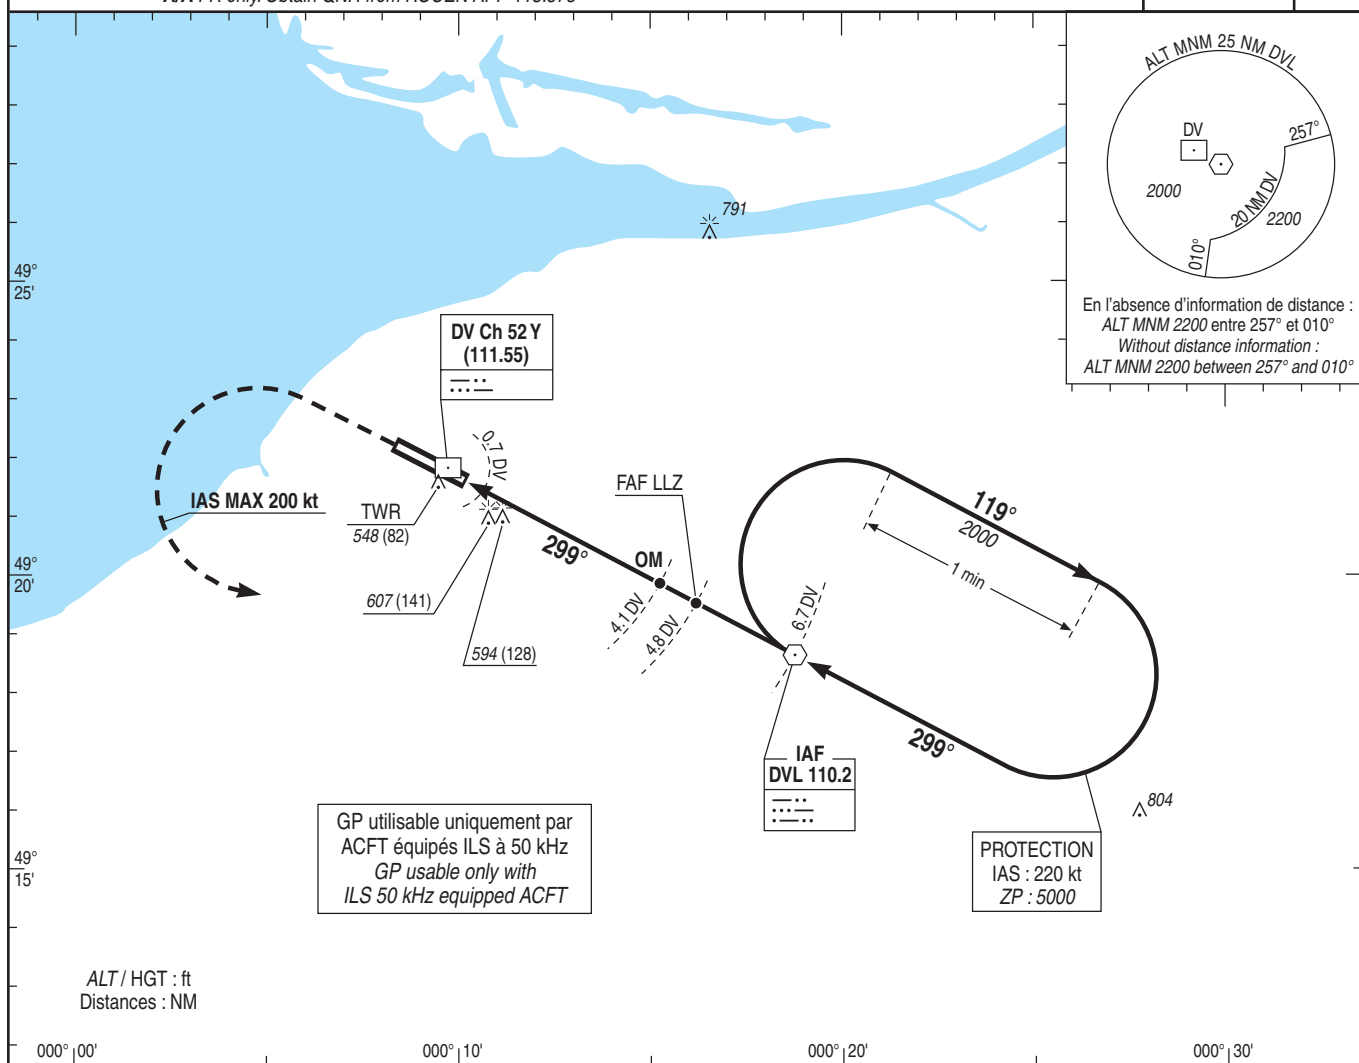 ALT MNM 25 NM DVL
DV
257°
2000
20 NM DV
2200
010°
En l'absence d'information de distance :
ALT MNM 2200 entre 257° et 010°
Without distance information :
ALT MNM 2200 between 257° and 010°
791
49°
25'
DV Ch 52 Y
(111.55)
0.7 DV
IAS MAX 200 kt
TWR
548 (82)
FAF LLZ
119°
2000
1 min
299°
OM
49°
20'
607 (141)
4.1 DV
4.8 DV
6.7 DV
594 (128)
299°
IAF
DVL 110.2
804
GP utilisable uniquement par
ACFT équipés ILS à 50 kHz
GP usable only with
ILS 50 kHz equipped ACFT
PROTECTION
IAS : 220 kt
ZP : 5000
49°
15'
ALT / HGT : ft
Distances : NM
000° 00'
000° 10'
000° 20'
000° 30'